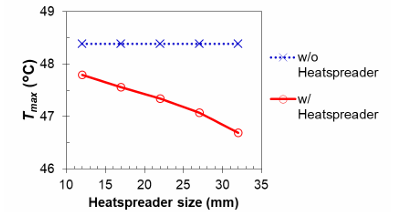 49
48
47
46
T max (°C)
10 15 20 25 30 35
Heatspreader size (mm)
w/o
Heatspreader
w/
Heatspreader